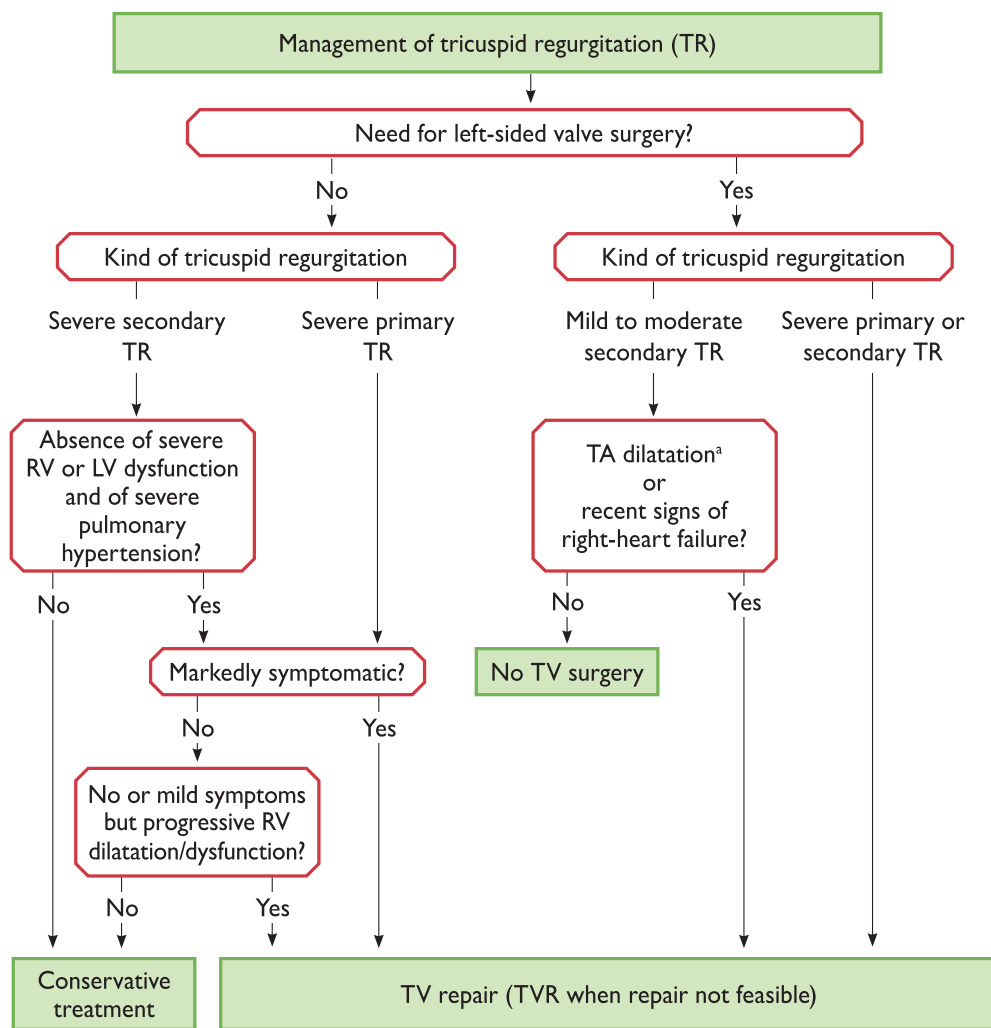 Management of tricuspid regurgitation (TR)
Need for left-sided valve surgery?
No
Yes
Kind of tricuspid regurgitation
Kind of tricuspid regurgitation
Severe secondary
TR
Severe primary
TR
Mild to moderate
secondary TR
Severe primary or
secondary TR
Absence of severe
RV or LV dysfunction
and of severe
pulmonary
hypertension?
TA dilatationª
or
recent signs of
right-heart failure?
No
Yes
No
Yes
Markedly symptomatic?
No TV surgery
No
Yes
No or mild symptoms
but progressive RV
dilatation/dysfunction?
No
Yes
Conservative
treatment
TV repair (TVR when repair not feasible)